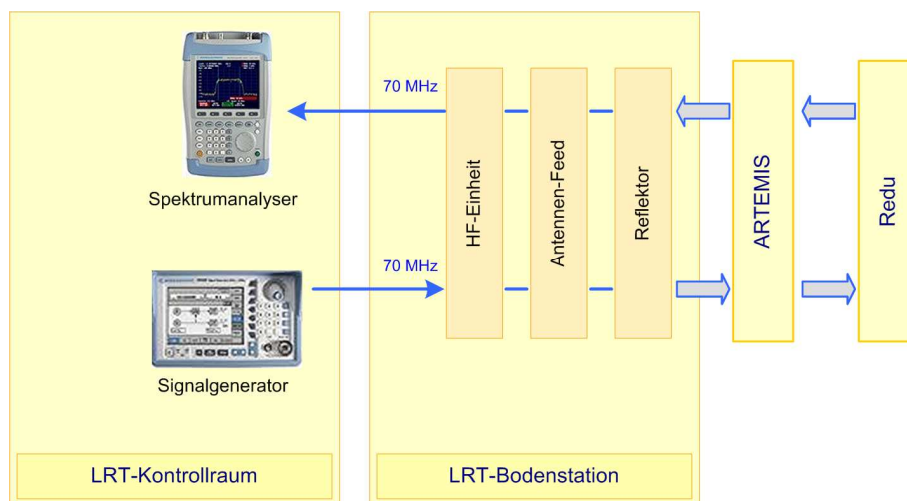 70 MHz
Spektrumanalyser
70 MHz
Signalgenerator
HF-Einheit
Antennen-Feed
Reflektor
ARTEMIS
Redu
LRT-Kontrollraum
LRT-Bodenstation